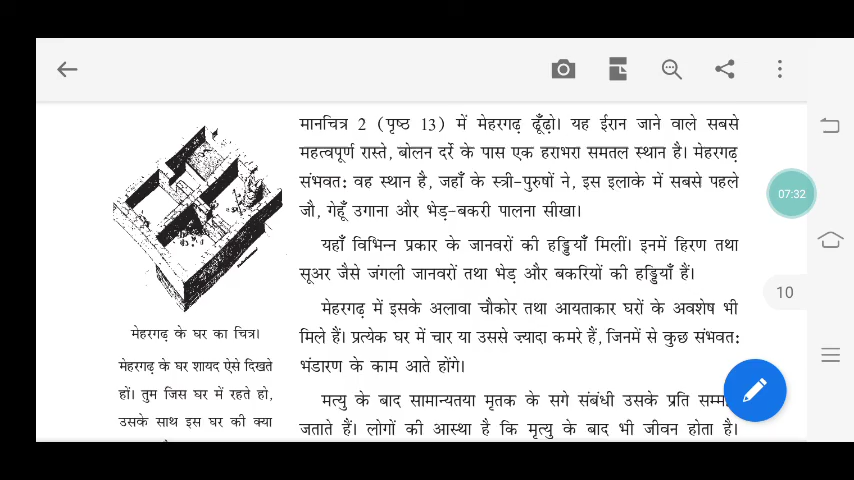 मानचित्र 2 (पृष्ठ 13) में मेहरगढ़ ढूँढ़ो। यह ईरान जाने वाले सबसे
महत्वपूर्ण रास्ते, बोलन दर्रे के पास एक हराभरा समतल स्थान है। मेहरगढ़
संभवत: वह स्थान है, जहाँ के स्त्री-पुरुषों ने, इस इलाके में सबसे पहले
जौ, गेहूँ उगाना और भेड़-बकरी पालना सीखा।
यहाँ विभिन्न प्रकार के जानवरों की हड्डियाँ मिलीं। इनमें हिरण तथा
सूअर जैसे जंगली जानवरों तथा भेड़ और बकरियों की हड्डियाँ हैं।
मेहरगढ़ में इसके अलावा चौकोर तथा आयताकार घरों के अवशेष भी
मिले हैं। प्रत्येक घर में चार या उससे ज़्यादा कमरे हैं, जिनमें से कुछ संभवत:
भंडारण के काम आते होंगे।
मत्यु के बाद सामान्यतया मृतक के सगे संबंधी उसके प्रति
जताते हैं। लोगों की आस्था है कि मृत्यु के बाद भी जीवन होता है।
मेहरगढ़ के घर का चित्र।
मेहरगढ़ के घर शायद ऐसे दिखते
हों। तुम जिस घर में रहते हो,
उसके साथ इस घर की क्या
07:32
10